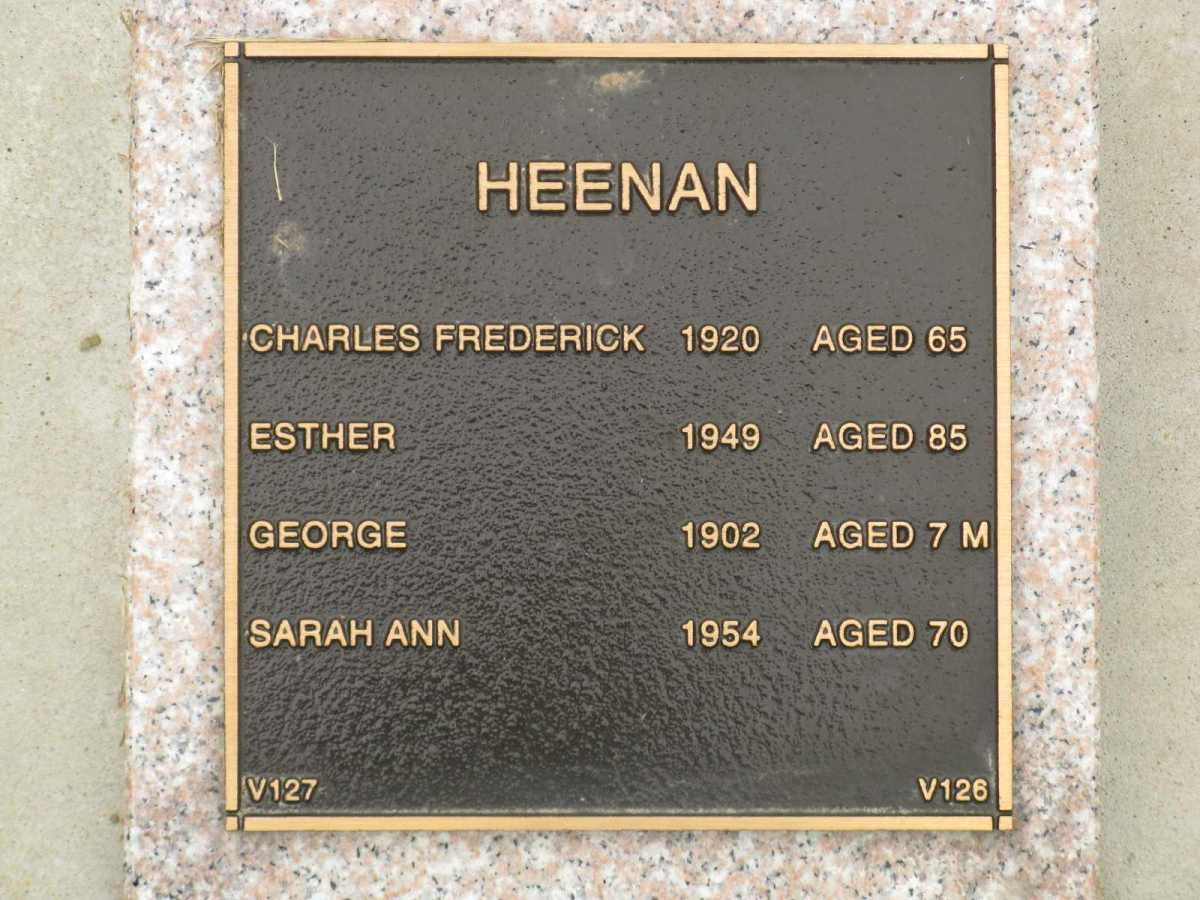 HEENAN
CHARLES FREDERICK 1920 AGED 65
ESTHER 1949 AGED 85
GEORGE 1902 AGED 7 M
SARAH ANN 1954 AGED 70
V127 V126